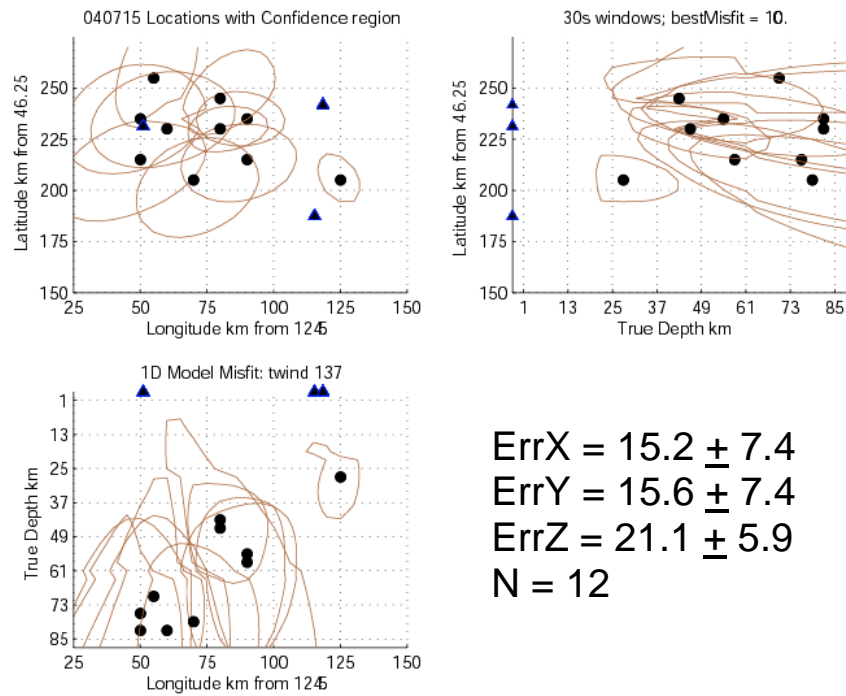 040715 Locations with Confidence region
Latitude km from 46.25
250
225
200
175
150
25 50 75 100 125 150
Longitude km from 124.5
30s windows; bestMisfit = 10.
Latitude km from 46.25
250
225
200
175
150
1 13 25 37 49 61 73 85
True Depth km
1D Model Misfit: twind 137
True Depth km
1
13
25
37
49
61
73
85
25 50 75 100 125 150
Longitude km from 124.5
ErrX = 15.2 ± 7.4
ErrY = 15.6 ± 7.4
ErrZ = 21.1 ± 5.9
N = 12